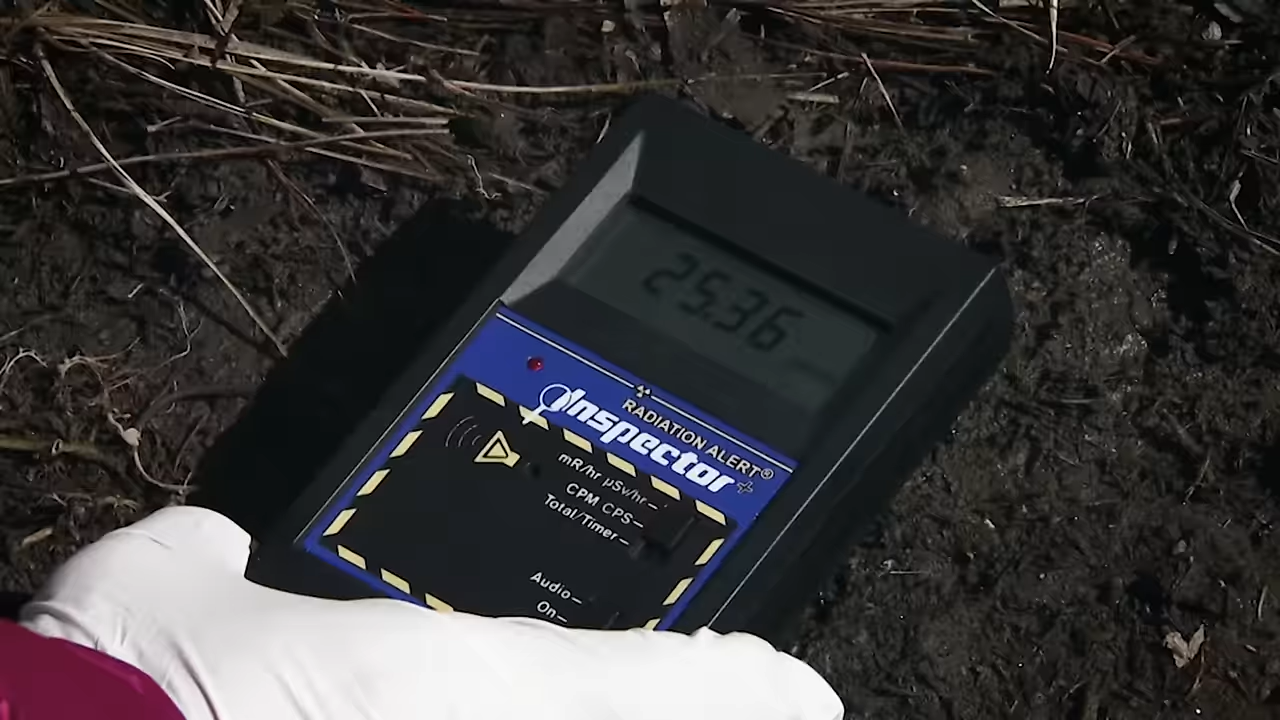 25.36
RADIATION ALERT®
Inspector+
mR/hr µSv/hr
CPM CPS
Total/Timer
Audio
On